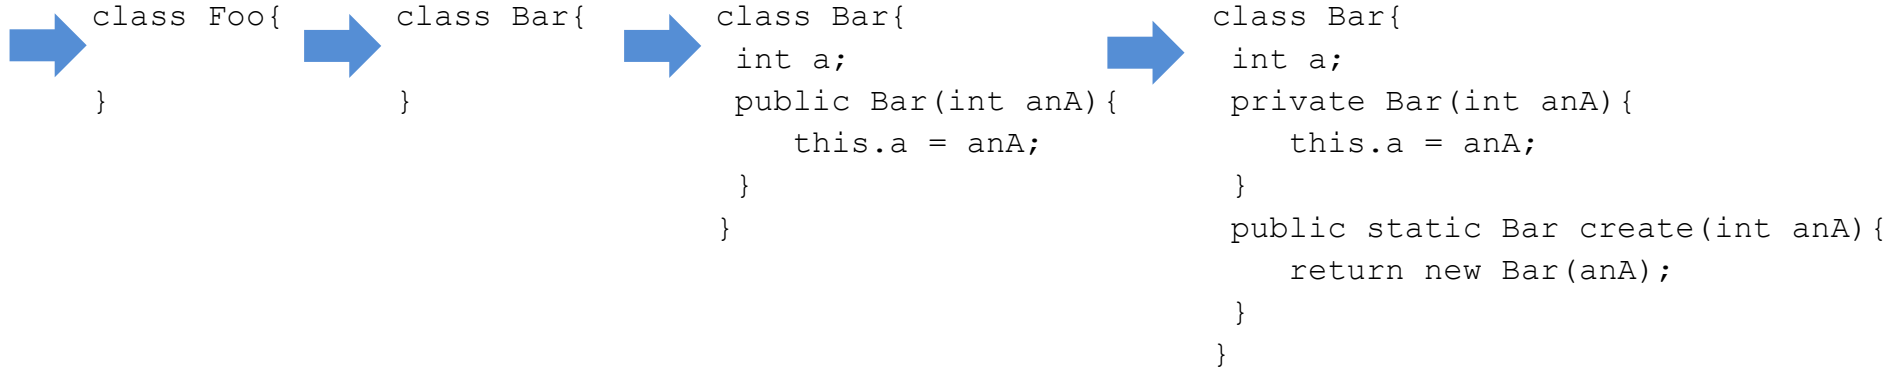 class Foo{
}
class Bar{
}
class Bar{
int a;
public Bar(int anA){
this.a = anA;
}
}
class Bar{
int a;
private Bar(int anA){
this.a = anA;
}
public static Bar create(int anA){
return new Bar(anA);
}
}